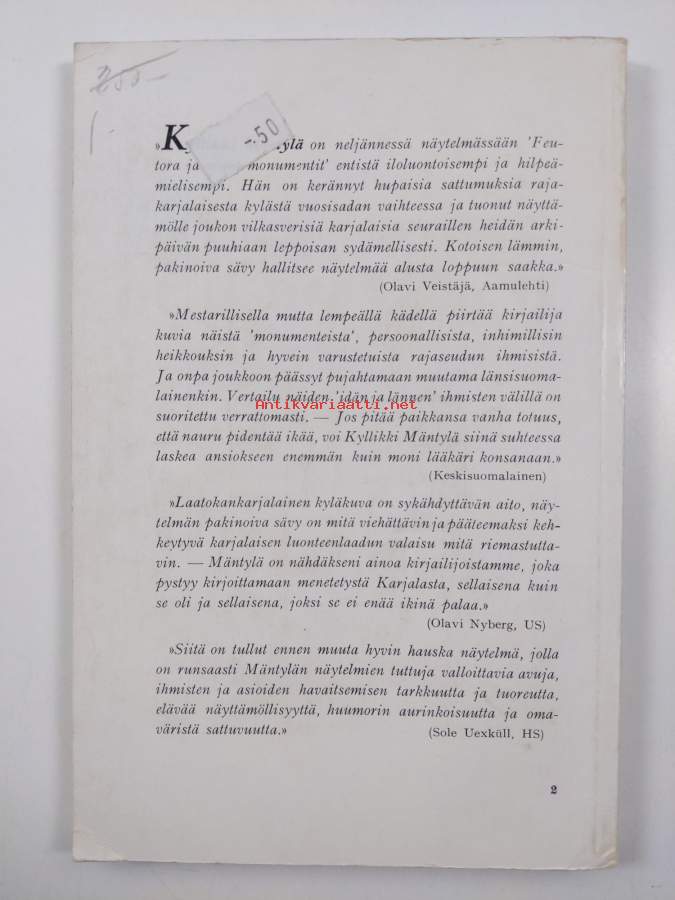 250-
1-
-.50
»K ylä on neljännessä näytelmässään 'Feu-
tora ja monumentit' entistä iloluontoisempi ja hilpeä-
mielisempi. Hän on kerännyt hupaisia sattumuksia raja-
karjalaisesta kylästä vuosisadan vaihteessa ja tuonut näyttä-
mölle joukon vilkasverisiä karjalaisia seuraillen heidän arki-
päivän puuhiaan leppoisan sydämellisesti. Kotoisen lämmin,
pakinoiva sävy hallitsee näytelmää alusta loppuun saakka.»
(Olavi Veistäjä, Aamulehti)
»Mestarillisella mutta lempeällä kädellä piirtää kirjailija
kuvia näistä 'monumenteista', persoonallisista, inhimillisin
heikkouksin ja hyvein varustetuista rajaseudun ihmisistä.
Ja onpa joukkoon päässyt pujahtamaan muutama länsisuoma-
lainenkin. Vertailu näiden 'idän ja lännen' ihmisten välillä on
Antikvariaatti.net
suoritettu verrattomasti. — Jos pitää paikkansa vanha totuus,
että nauru pidentää ikää, voi Kyllikki Mäntylä siinä suhteessa
laskea ansiokseen enemmän kuin moni lääkäri konsanaan.»
(Keskisuomalainen)
»Laatokankarjalainen kyläkuva on sykähdyttävän aito, näy-
telmän pakinoiva sävy on mitä viehättävin ja pääteemaksi keh-
keytyvä karjalaisen luonteenlaadun valaisu mitä riemastutta-
vin. — Mäntylä on nähdäkseni ainoa kirjailijoistamme, joka
pystyy kirjoittamaan menetetystä Karjalasta, sellaisena kuin
se oli ja sellaisena, joksi se ei enää ikinä palaa.»
(Olavi Nyberg, US)
»Siitä on tullut ennen muuta hyvin hauska näytelmä, jolla
on runsaasti Mäntylän näytelmien tuttuja valloittavia avuja,
ihmisten ja asioiden havaitsemisen tarkkuutta ja tuoreutta,
elävää näyttämöllisyyttä, huumorin aurinkoisuutta ja oma-
väristä sattuvuutta.» (Sole Uexküll, HS)
2